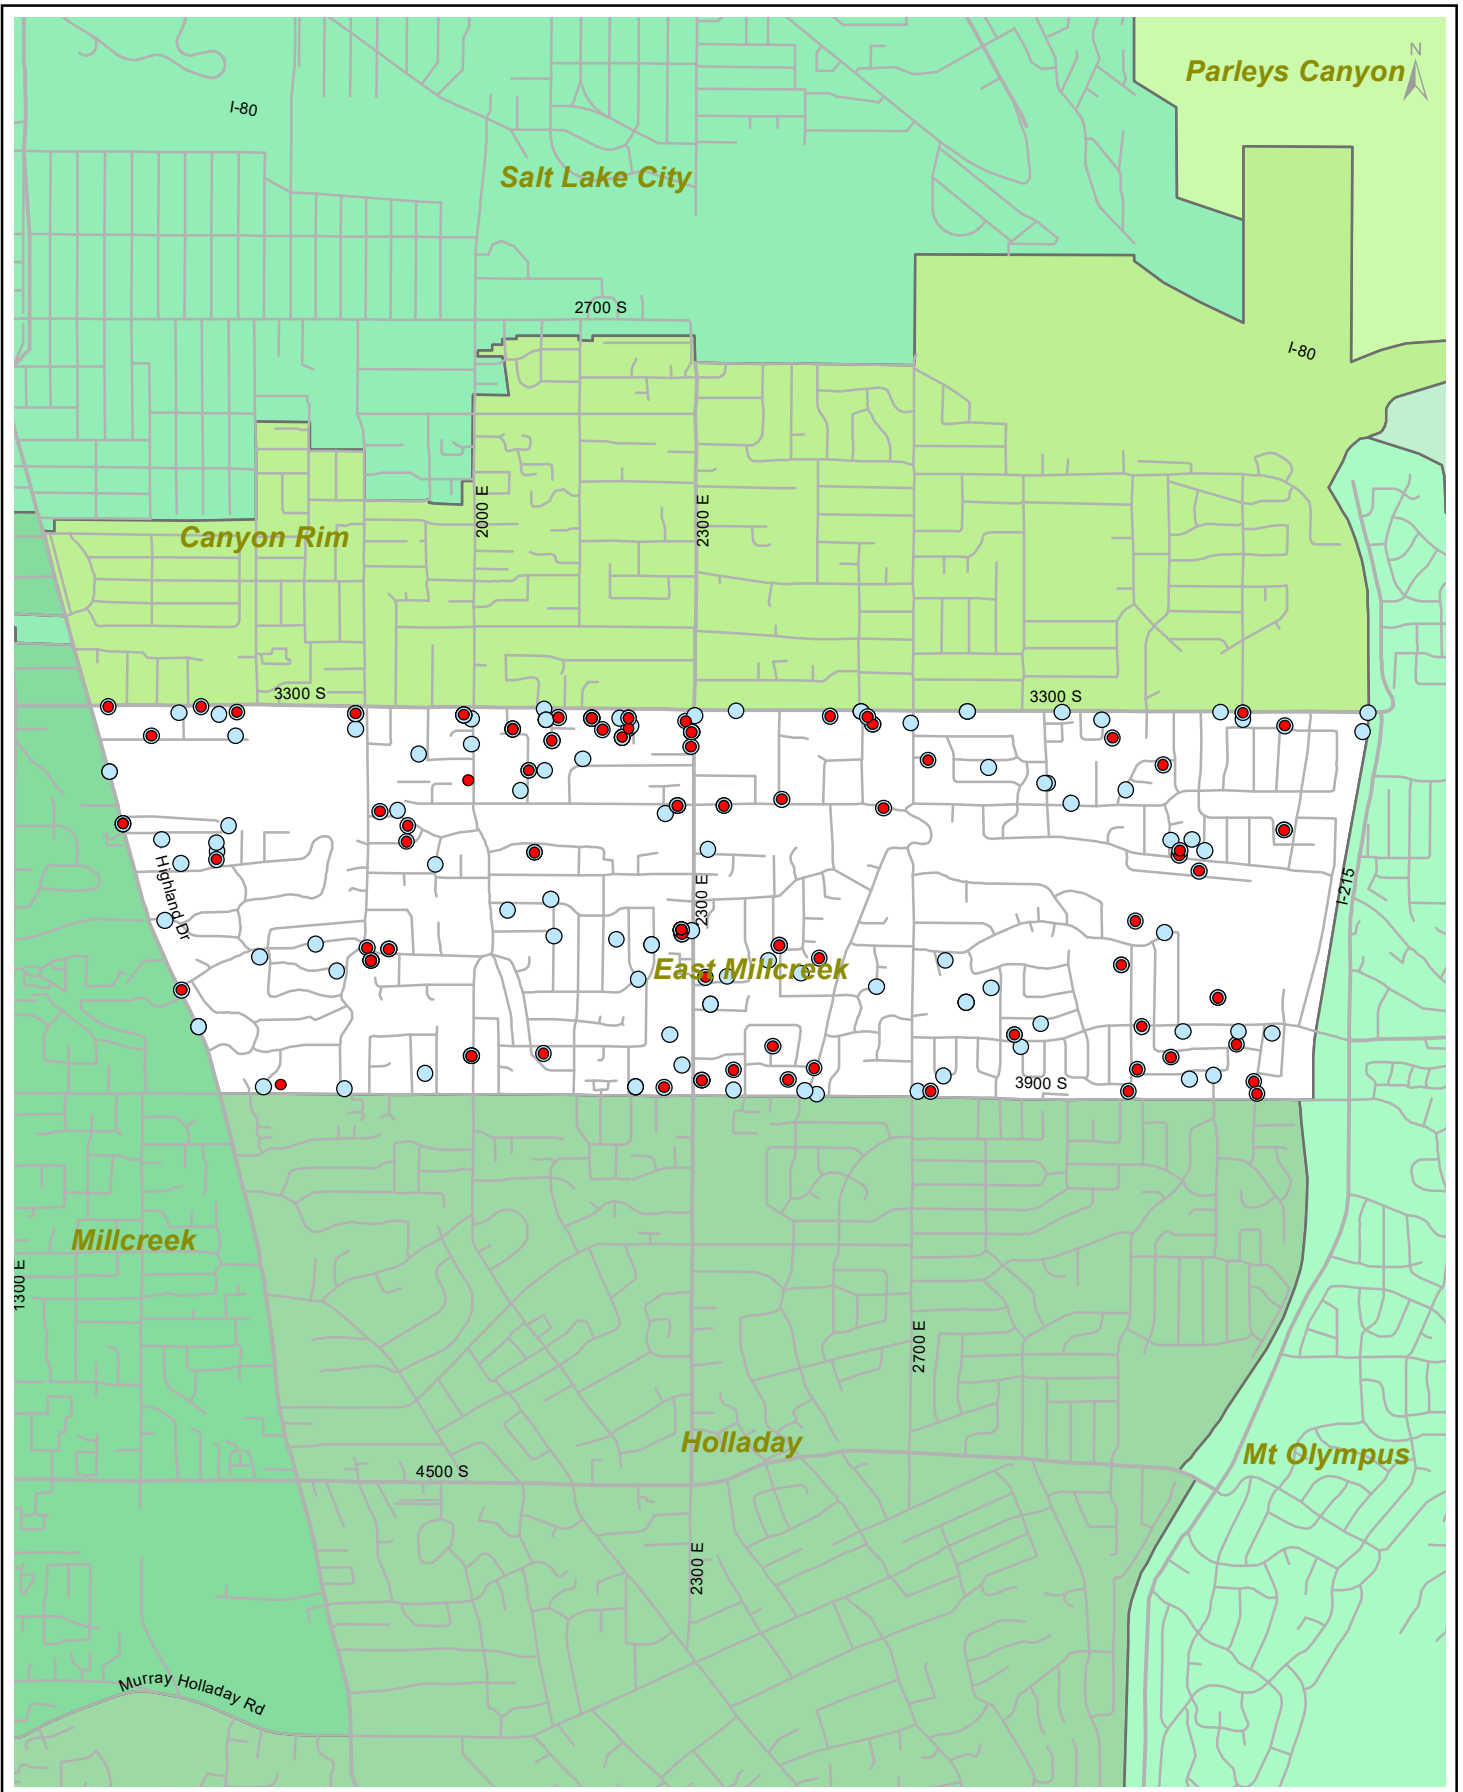 N
Parleys Canyon
I-80
Salt Lake City
2700 S
I-80
2000 E
2300 E
Canyon Rim
3300 S
3300 S
Highland Dr
2300 E
I-215
East Millcreek
3900 S
Millcreek
1300 E
2700 E
Holladay
Mt Olympus
4500 S
2300 E
Murray Holladay Rd